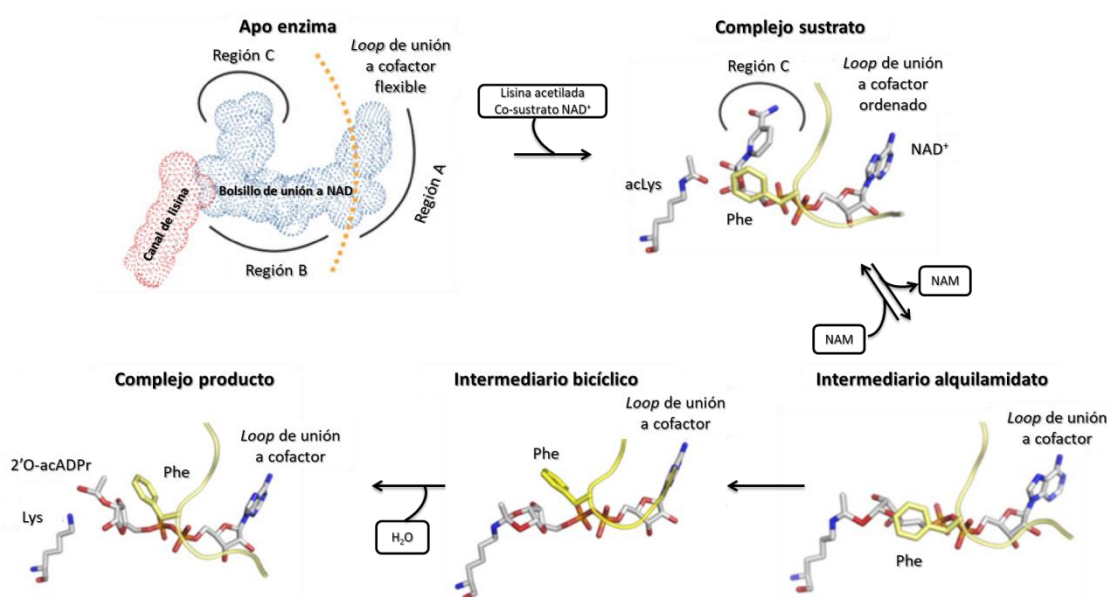 Apo enzima
Región C
Loop de unión
a cofactor
flexible
Canal de lisina
Bolsillo de unión a NAD
Región A
Región B
Lisina acetilada
Co-sustrato NAD⁺
Complejo sustrato
Región C
Loop de unión
a cofactor
ordenado
NAD⁺
acLys
Phe
NAM
NAM
Complejo producto
Loop de unión
a cofactor
2'O-acADPr
Phe
Lys
H₂O
Intermediario bicíclico
Loop de unión
a cofactor
Phe
Intermediario alquilamidato
Loop de unión
a cofactor
Phe